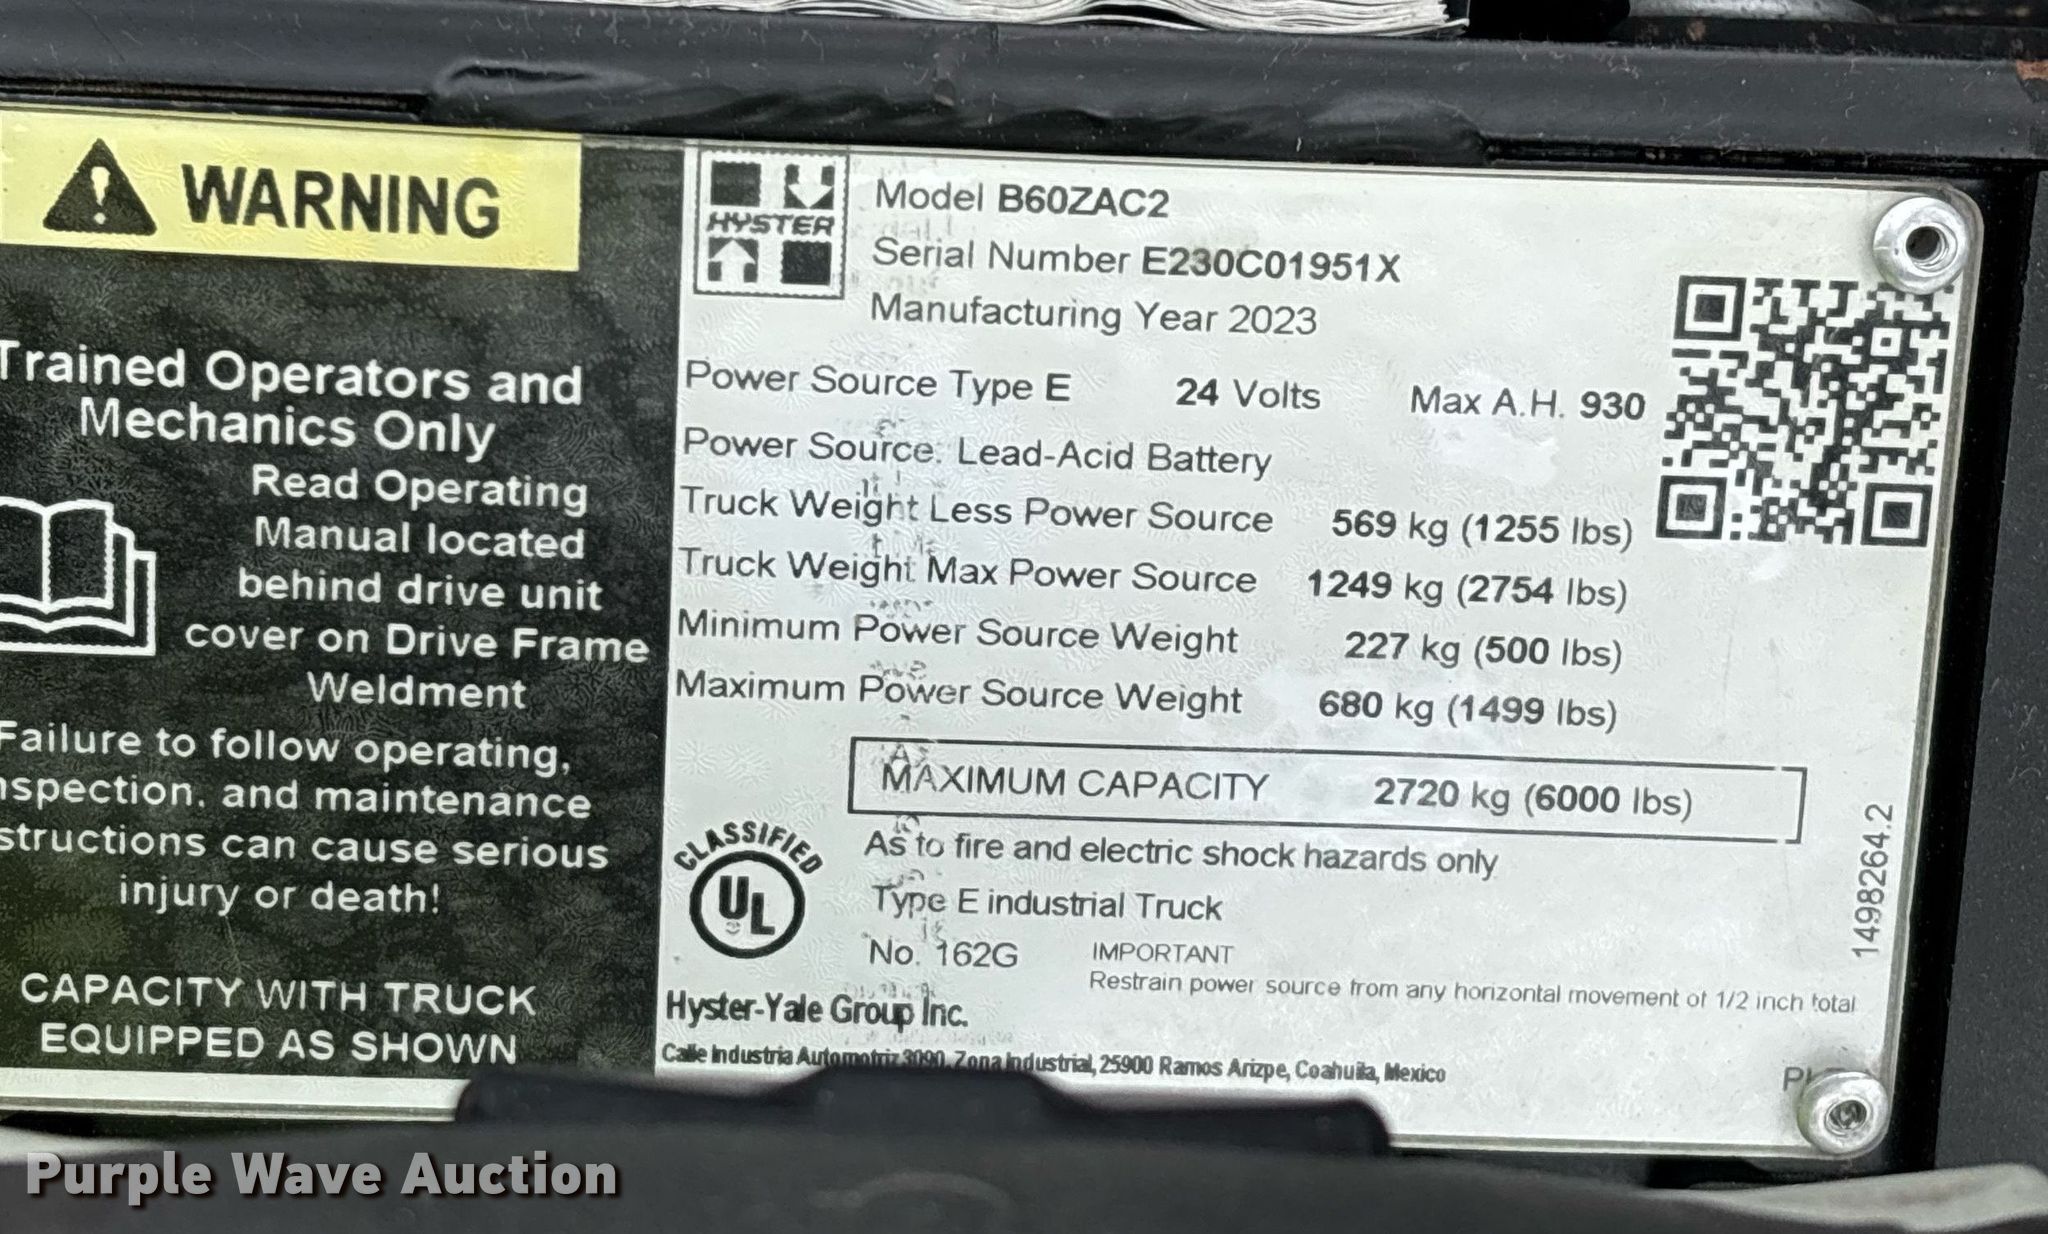 WARNING
Trained Operators and
Mechanics Only
Read Operating
Manual located
behind drive unit
cover on Drive Frame
Weldment
Failure to follow operating,
nspection, and maintenance
structions can cause serious
injury or death!
CAPACITY WITH TRUCK
EQUIPPED AS SHOWN
HYSTER
Model B60ZAC2
Serial Number E230C01951X
Manufacturing Year 2023
Power Source Type E 24 Volts Max A.H. 930
Power Source: Lead-Acid Battery
Truck Weight Less Power Source 569 kg (1255 lbs)
Truck Weight Max Power Source 1249 kg (2754 lbs)
Minimum Power Source Weight 227 kg (500 lbs)
Maximum Power Source Weight 680 kg (1499 lbs)
MAXIMUM CAPACITY 2720 kg (6000 lbs)
CLASSIFIED
UL
As to fire and electric shock hazards only
Type E industrial Truck
No. 162G
IMPORTANT
Restrain power source from any horizontal movement of 1/2 inch total
Hyster-Yale Group Inc.
Calle Industria Automotriz 3090, Zona Industrial, 25900 Ramos Arizpe, Coahuila, Mexico
1498264.2
Purple Wave Auction